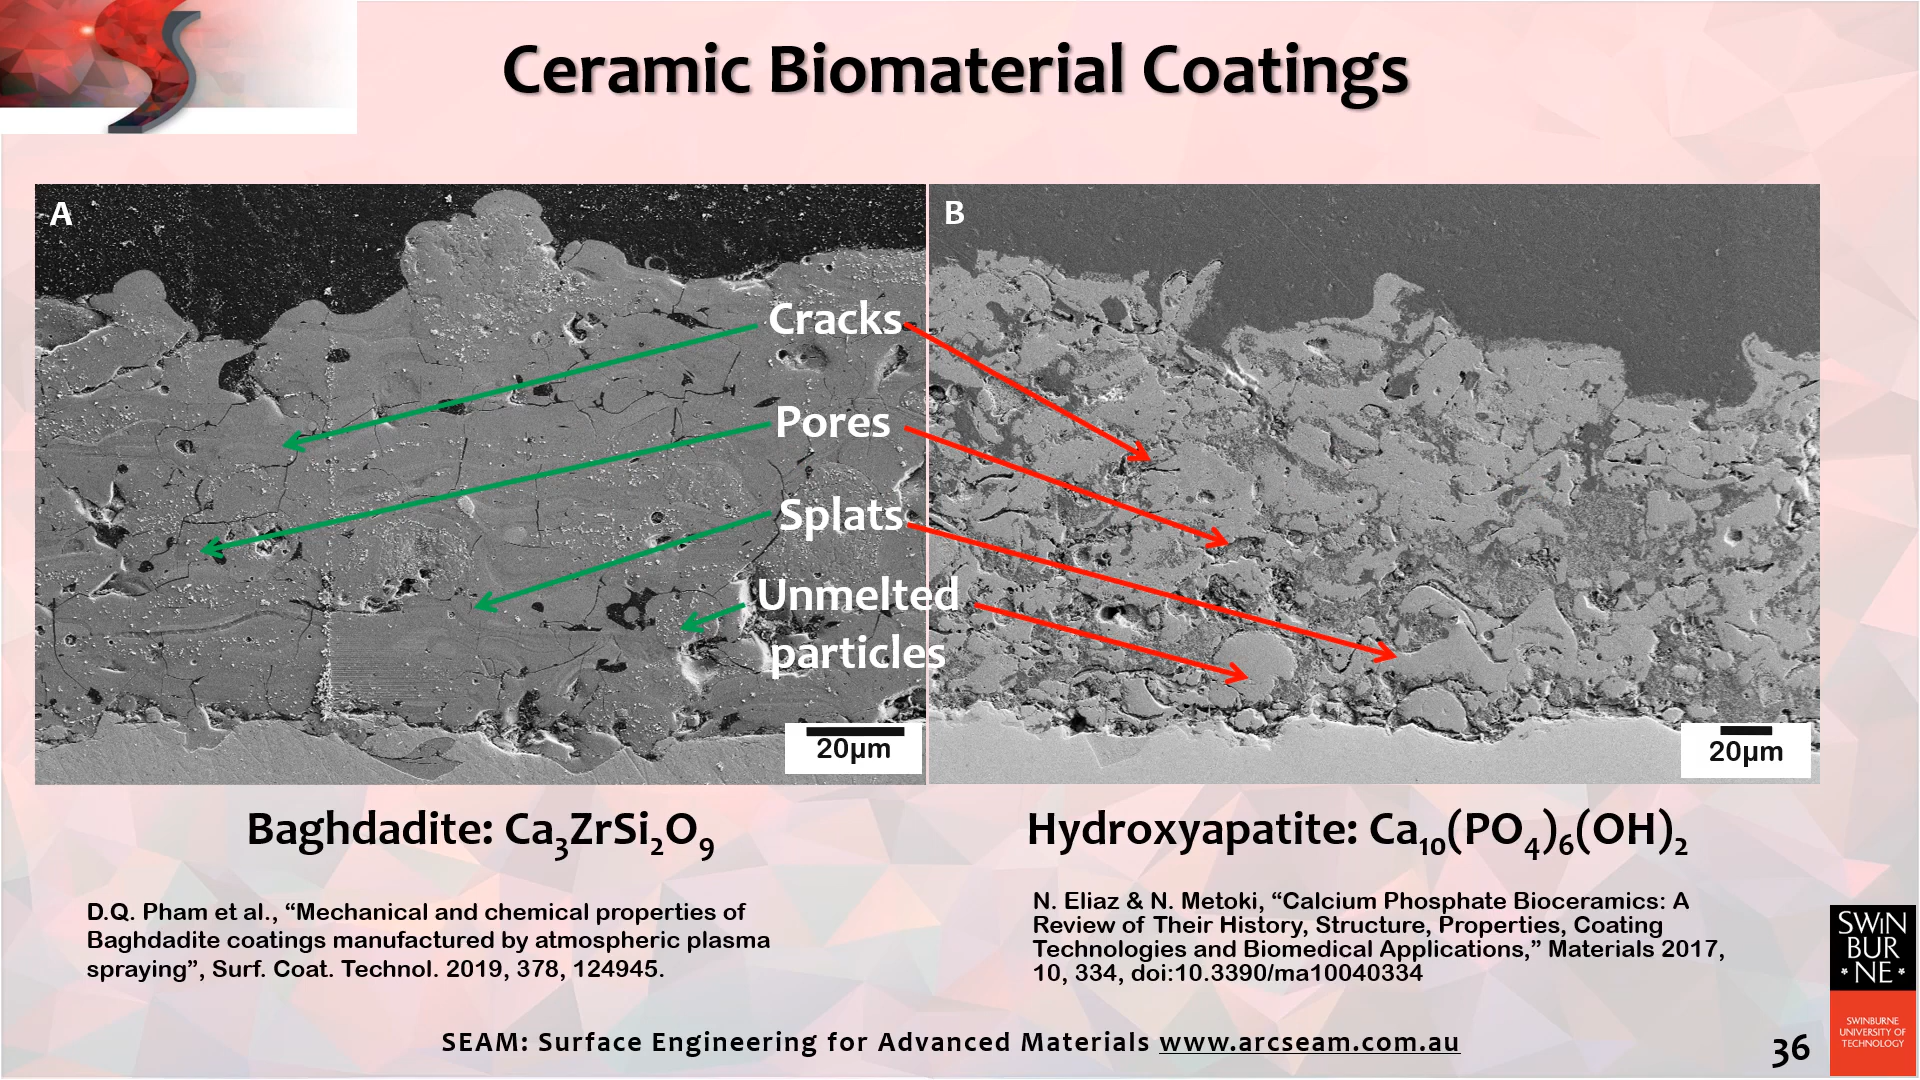 Ceramic Biomaterial Coatings
A
B
Cracks
Pores
Splats
Unmelted
particles
20µm
20µm
Baghdadite: Ca₃ZrSi₂O₉
Hydroxyapatite: Ca₁₀(PO₄)₆(OH)₂
D.Q. Pham et al., “Mechanical and chemical properties of
Baghdadite coatings manufactured by atmospheric plasma
spraying”, Surf. Coat. Technol. 2019, 378, 124945.
N. Eliaz & N. Metoki, “Calcium Phosphate Bioceramics: A
Review of Their History, Structure, Properties, Coating
Technologies and Biomedical Applications,” Materials 2017,
10, 334, doi:10.3390/ma10040334
SWIN
BUR
* NE *
SWINBURNE
UNIVERSITY OF
TECHNOLOGY
SEAM: Surface Engineering for Advanced Materials www.arcseam.com.au
36